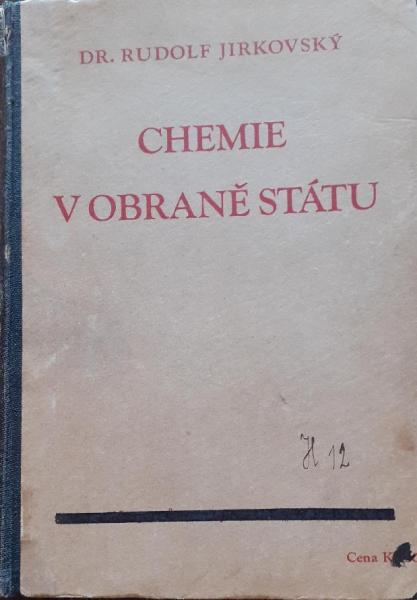 DR. RUDOLF JIRKOVSKÝ
CHEMIE
V OBRANĚ STÁTU
H 12
Cena